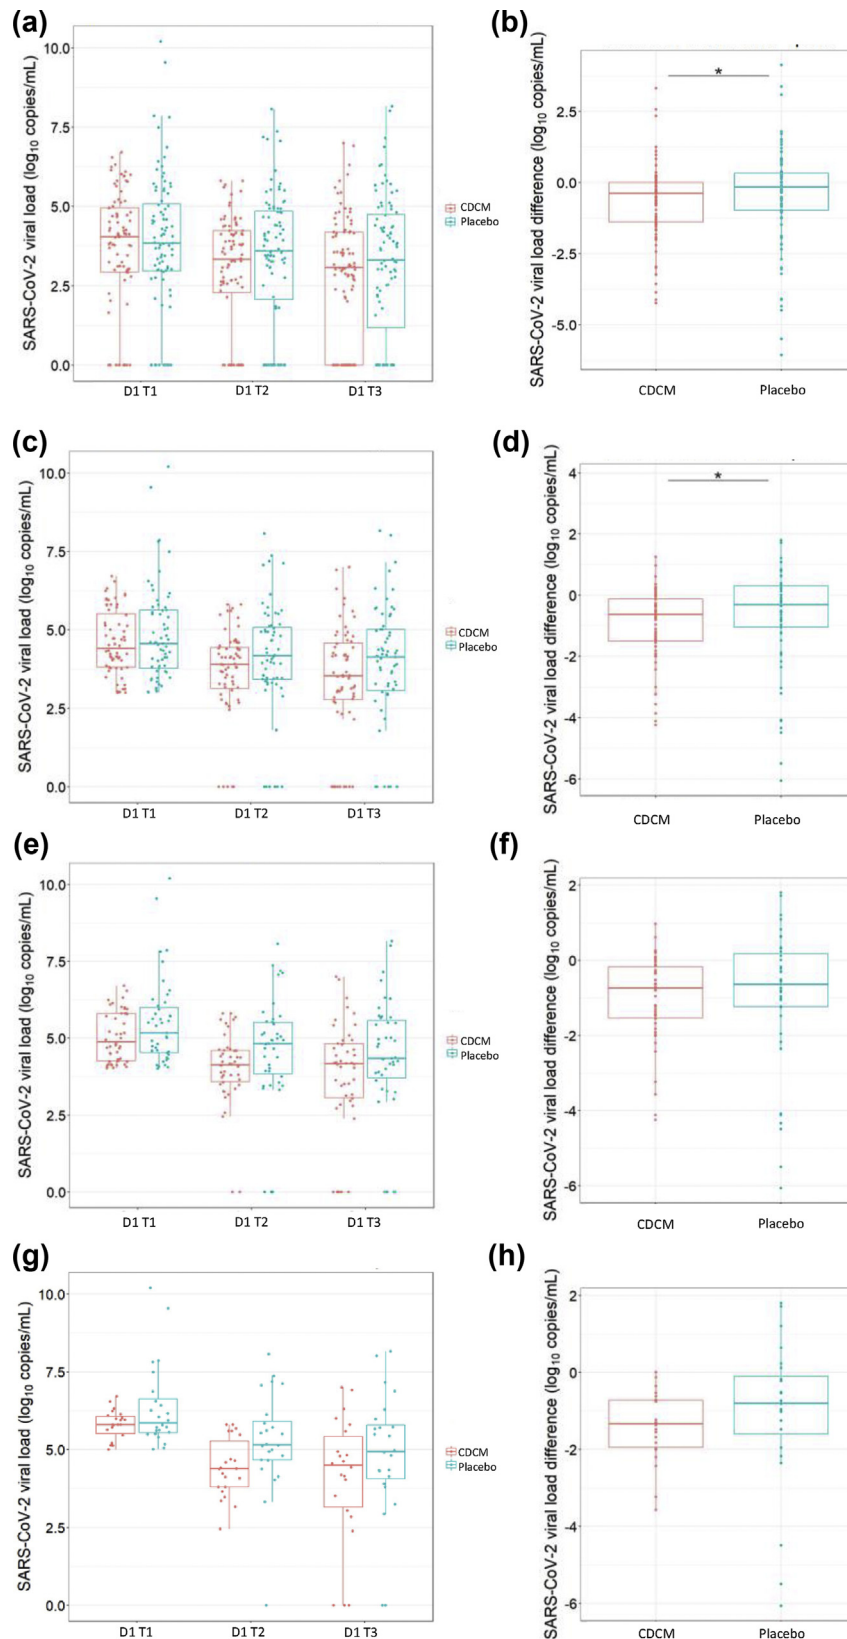 (a)
SARS-CoV-2 viral load (log10 copies/mL)
10.0
7.5
5.0
2.5
0.0
D1 T1
D1 T2
D1 T3
CDCM
Placebo
(b)
SARS-CoV-2 viral load difference (log10 copies/mL)
*
2.5
0.0
-2.5
-5.0
CDCM
Placebo
(c)
SARS-CoV-2 viral load (log10 copies/mL)
10.0
7.5
5.0
2.5
0.0
D1 T1
D1 T2
D1 T3
CDCM
Placebo
(d)
SARS-CoV-2 viral load difference (log10 copies/mL)
*
4
2
0
-2
-4
-6
CDCM
Placebo
(e)
SARS-CoV-2 viral load (log10 copies/mL)
10.0
7.5
5.0
2.5
0.0
D1 T1
D1 T2
D1 T3
CDCM
Placebo
(f)
SARS-CoV-2 viral load difference (log10 copies/mL)
2
0
-2
-4
-6
CDCM
Placebo
(g)
SARS-CoV-2 viral load (log10 copies/mL)
10.0
7.5
5.0
2.5
0.0
D1 T1
D1 T2
D1 T3
CDCM
Placebo
(h)
SARS-CoV-2 viral load difference (log10 copies/mL)
2
0
-2
-4
-6
CDCM
Placebo